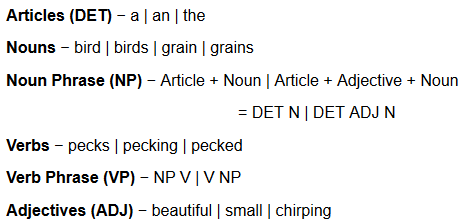 Articles (DET) − a | an | the
Nouns − bird | birds | grain | grains
Noun Phrase (NP) − Article + Noun | Article + Adjective + Noun
= DET N | DET ADJ N
Verbs − pecks | pecking | pecked
Verb Phrase (VP) − NP V | V NP
Adjectives (ADJ) − beautiful | small | chirping